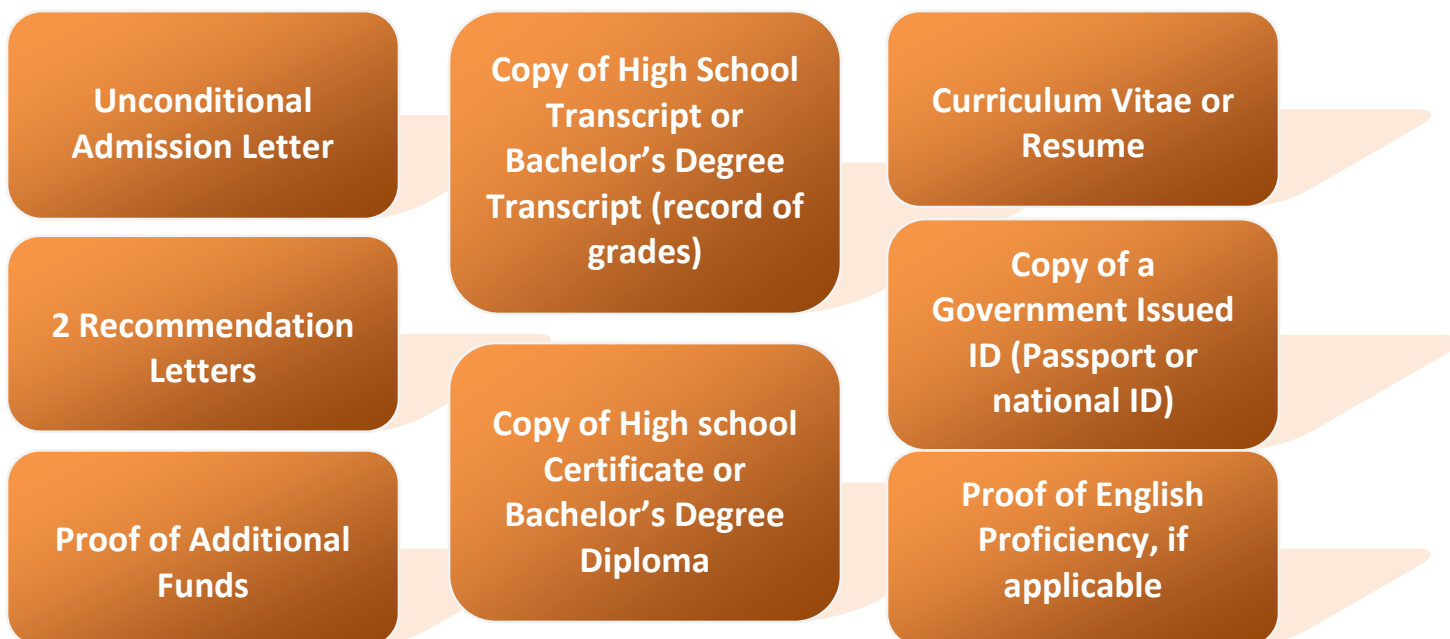 Unconditional
Admission Letter
2 Recommendation
Letters
Proof of Additional
Funds
Copy of High School
Transcript or
Bachelor’s Degree
Transcript (record of
grades)
Copy of High school
Certificate or
Bachelor’s Degree
Diploma
Curriculum Vitae or
Resume
Copy of a
Government Issued
ID (Passport or
national ID)
Proof of English
Proficiency, if
applicable